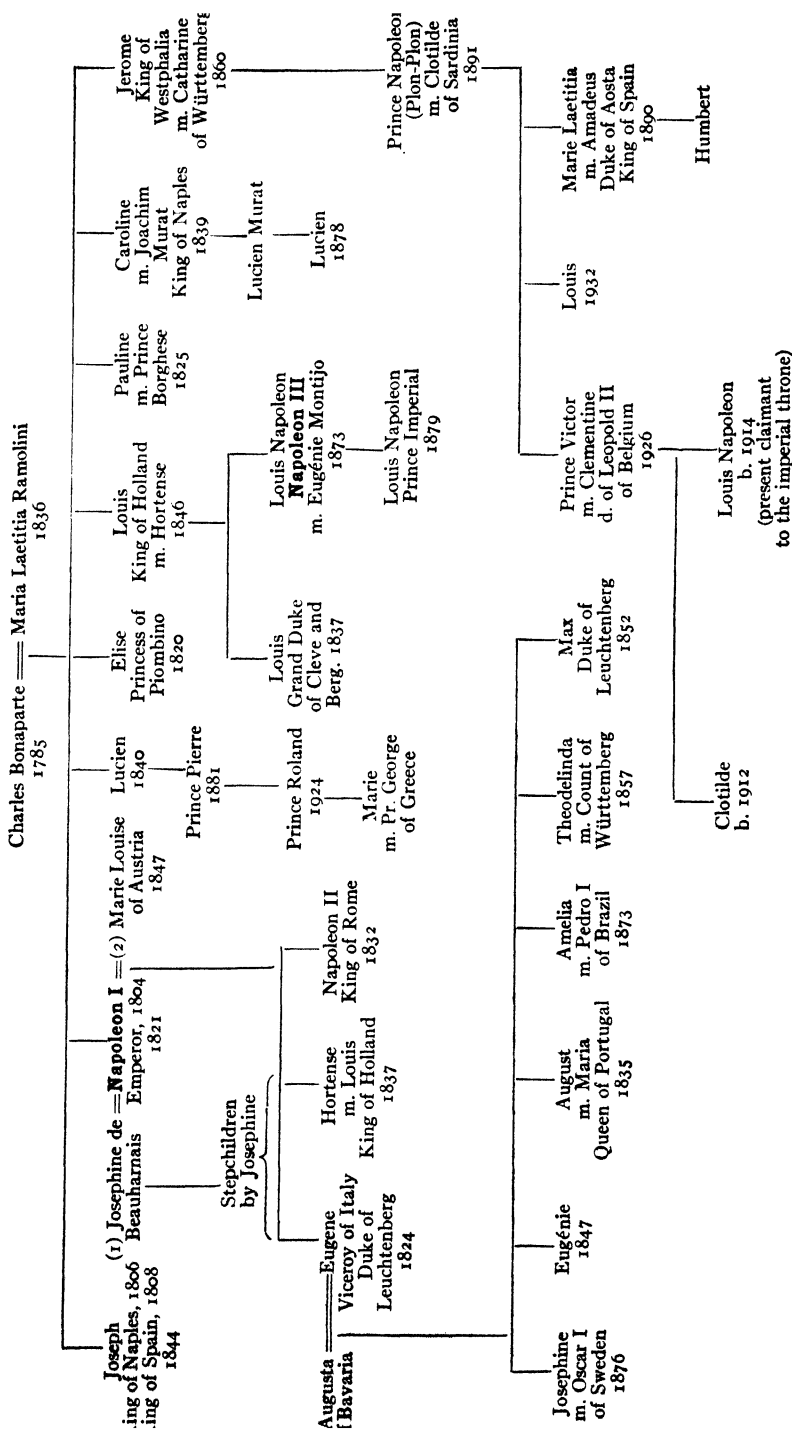 Charles Bonaparte == Maria Laetitia Ramolini
1785
1836
Joseph
ing of Naples, 1806
ing of Spain, 1808
1844
(1) Josephine de
Beauharnais
Napoleon I
Emperor, 1804
1821
(2) Marie Louise
of Austria
1847
Lucien
1840
Elise
Princess of
Piombino
1820
Louis
King of Holland
m. Hortense
1846
Pauline
m. Prince
Borghese
1825
Caroline
m. Joachim
Murat
King of Naples
1839
Jerome
King of
Westphalia
m. Catharine
of Württemberg
1860
Stepchildren
by Josephine
Prince Pierre
1881
Lucien Murat
Augusta
f Bavaria
Eugene
Viceroy of Italy
Duke of
Leuchtenberg
1824
Hortense
m. Louis
King of Holland
1837
Napoleon II
King of Rome
1832
Prince Roland
1924
Marie
m. Pr. George
of Greece
Louis
Grand Duke
of Cleve and
Berg. 1837
Louis Napoleon
Napoleon III
m. Eugénie Montijo
1873
Louis Napoleon
Prince Imperial
1879
Lucien
1878
Prince Napoleon
(Plon-Plon)
m. Clotilde
of Sardinia
1891
Josephine
m. Oscar I
of Sweden
1876
Eugénie
1847
August
m. Maria
Queen of Portugal
1835
Amelia
m. Pedro I
of Brazil
1873
Theodelinda
m. Count of
Württemberg
1857
Max
Duke of
Leuchtenberg
1852
Prince Victor
m. Clementine
d. of Leopold II
of Belgium
1926
Louis
1932
Marie Laetitia
m. Amadeus
Duke of Aosta
King of Spain
1890
Clotilde
b. 1912
Louis Napoleon
b. 1914
(present claimant
to the imperial throne)
Humbert